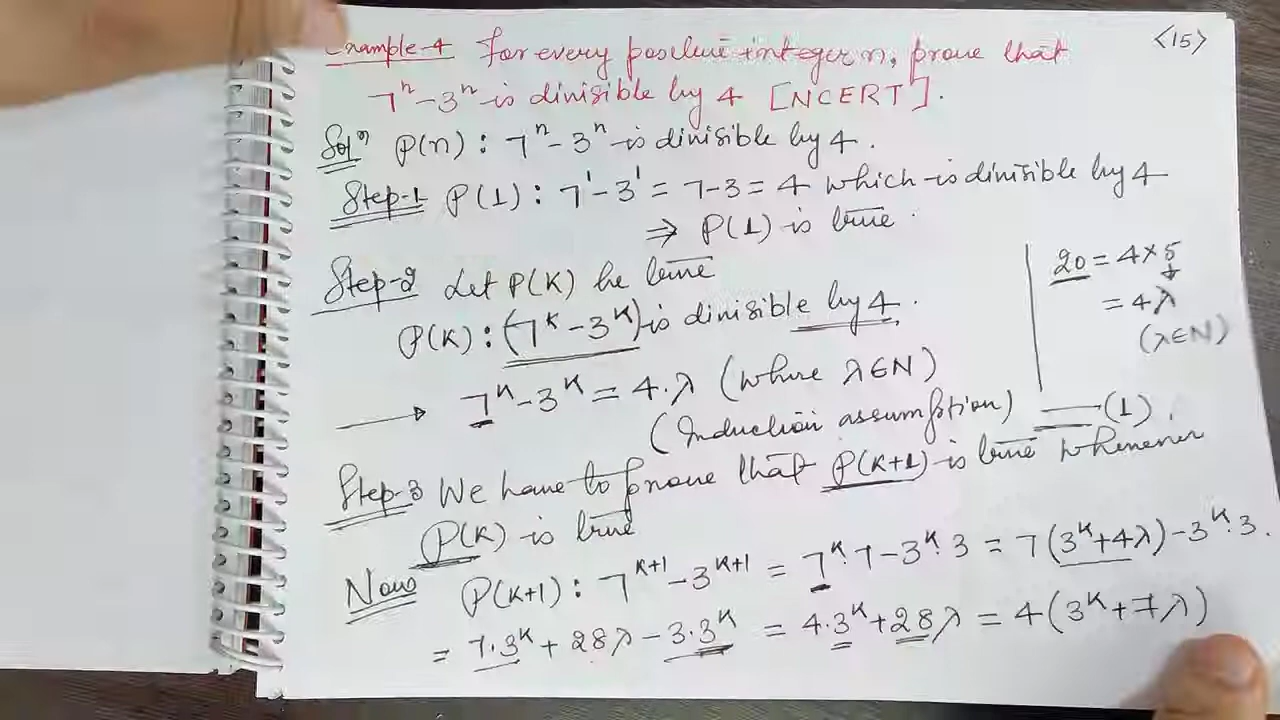 Example-4 For every positive integer n, prove that
7ⁿ - 3ⁿ is divisible by 4 [NCERT].
<15>
Solⁿ P(n) : 7ⁿ - 3ⁿ is divisible by 4.
Step-1 P(1) : 7¹ - 3¹ = 7 - 3 = 4 which is divisible by 4
⇒ P(1) is true.
Step-2 Let P(K) be true
P(K) : (7ᴷ - 3ᴷ) is divisible by 4.
→ 7ᴷ - 3ᴷ = 4.λ (where λ∈N)
(Induction assumption) —(1).
20 = 4×5
↓
= 4λ
(λ∈N)
Step-3 We have to prove that P(K+1) is true whenever
P(K) is true
Now P(K+1) : 7ᴷ⁺¹ - 3ᴷ⁺¹ = 7ᴷ.7 - 3ᴷ.3 = 7(3ᴷ+4λ) - 3ᴷ.3.
= 7.3ᴷ + 28λ - 3.3ᴷ = 4.3ᴷ + 28λ = 4(3ᴷ + 7λ)